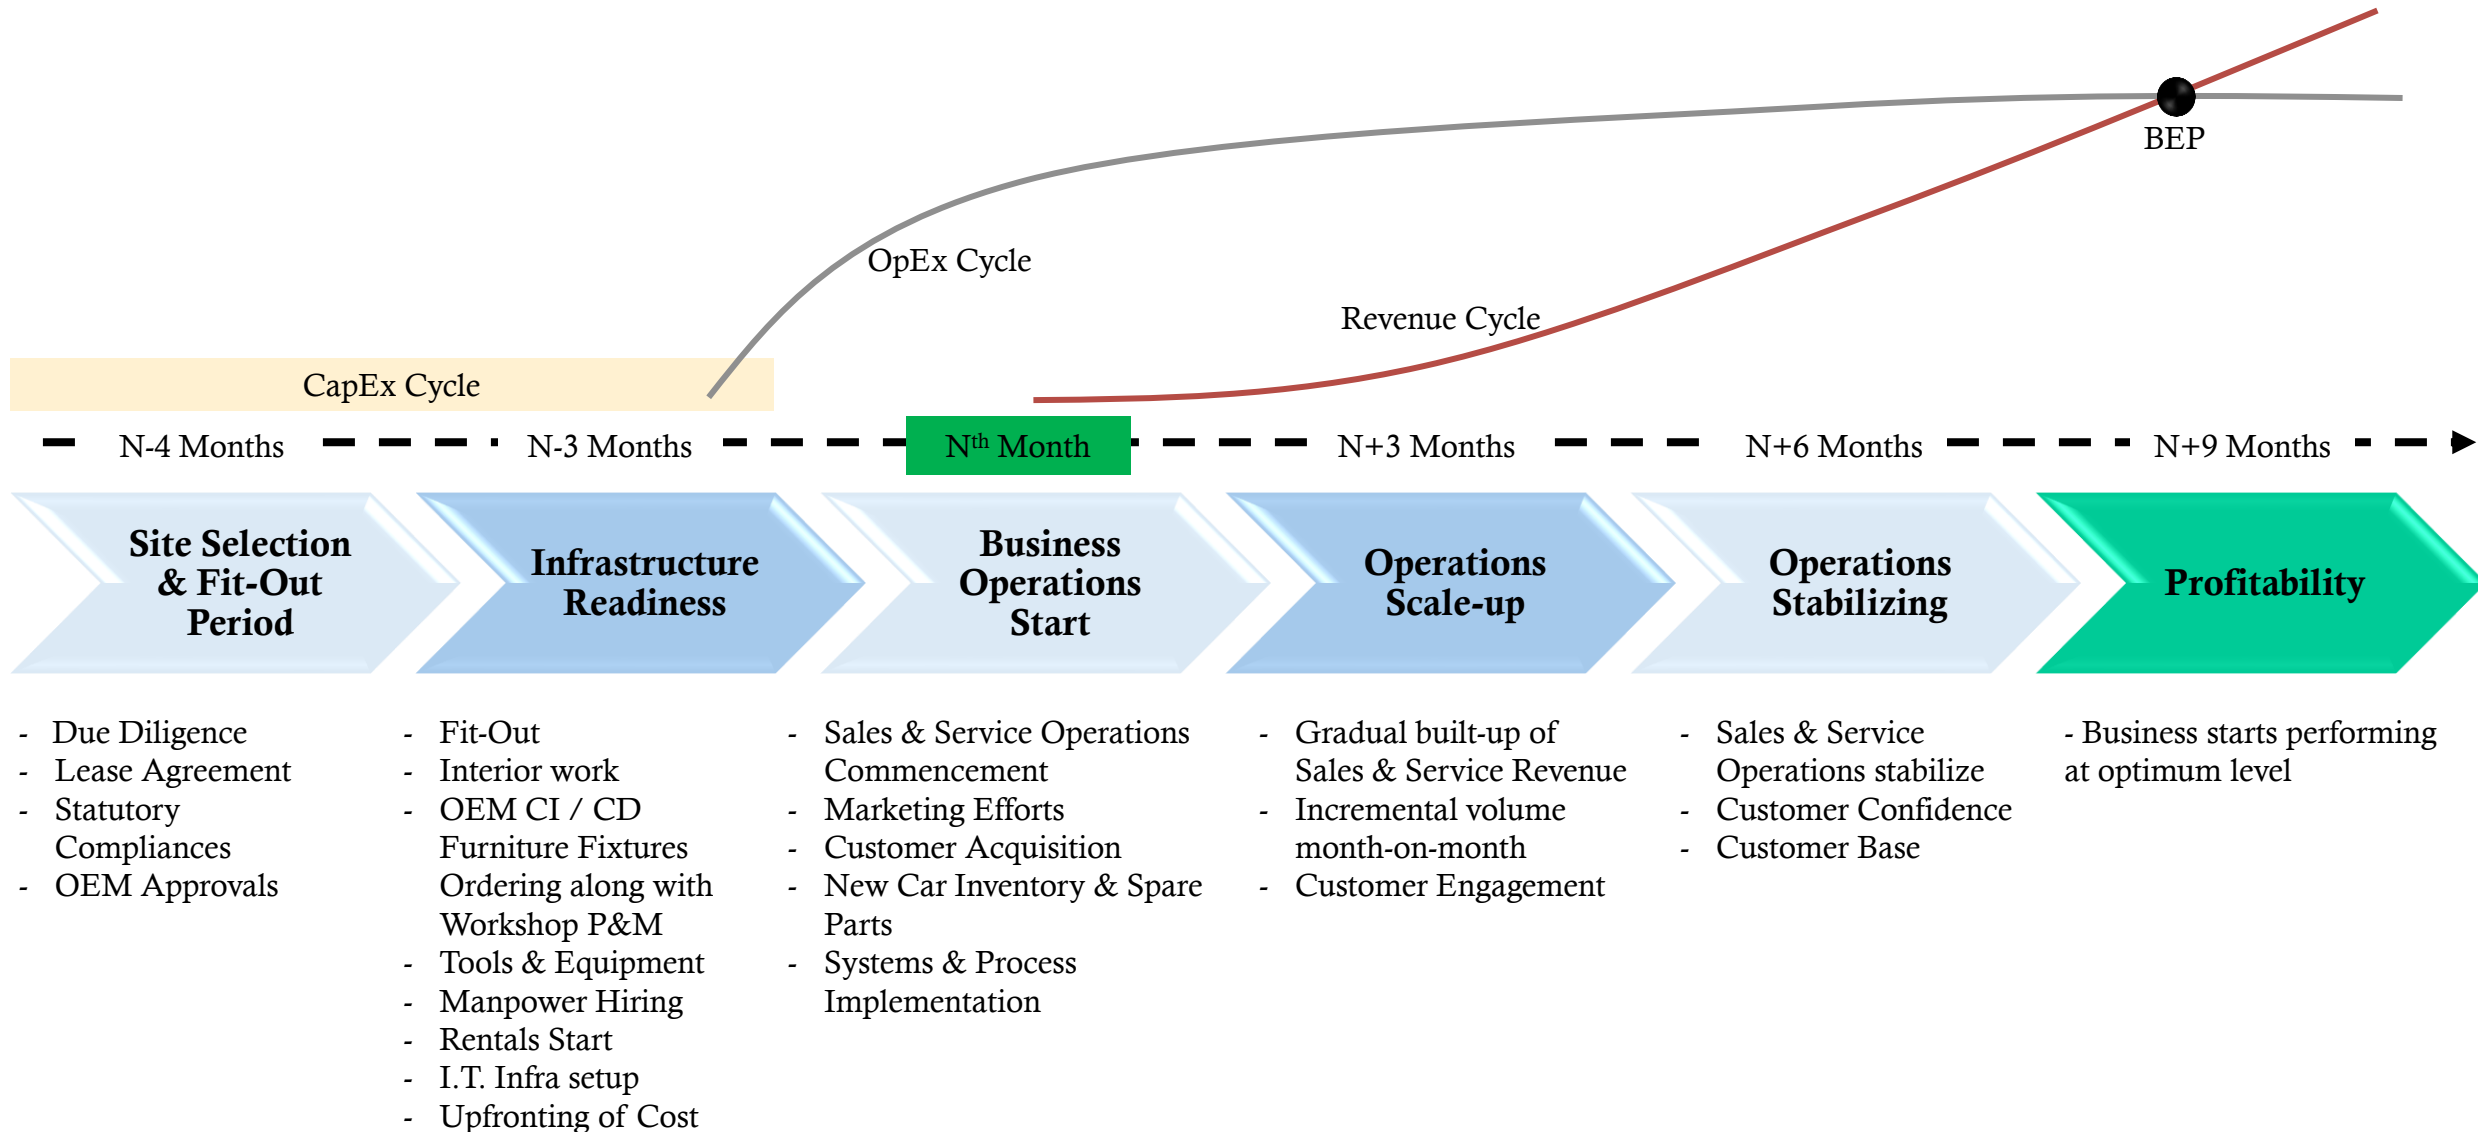 BEP
OpEx Cycle
Revenue Cycle
CapEx Cycle
N-4 Months
N-3 Months
Nth Month
N+3 Months
N+6 Months
N+9 Months
Site Selection
& Fit-Out
Period
Infrastructure
Readiness
Business
Operations
Start
Operations
Scale-up
Operations
Stabilizing
Profitability
- Due Diligence
- Lease Agreement
- Statutory
Compliances
- OEM Approvals
- Fit-Out
- Interior work
- OEM CI / CD
Furniture Fixtures
Ordering along with
Workshop P&M
- Tools & Equipment
- Manpower Hiring
- Rentals Start
- I.T. Infra setup
- Upfronting of Cost
- Sales & Service Operations
Commencement
- Marketing Efforts
- Customer Acquisition
- New Car Inventory & Spare
Parts
- Systems & Process
Implementation
- Gradual built-up of
Sales & Service Revenue
- Incremental volume
month-on-month
- Customer Engagement
- Sales & Service
Operations stabilize
- Customer Confidence
- Customer Base
- Business starts performing
at optimum level